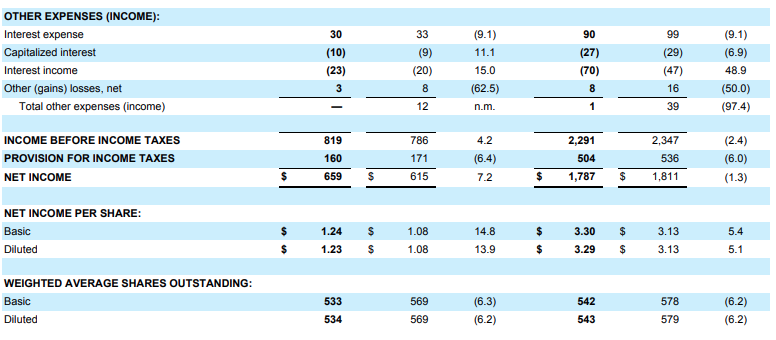 OTHER EXPENSES (INCOME):
Interest expense 30 33 (9.1) 90 99 (9.1)
Capitalized interest (10) (9) 11.1 (27) (29) (6.9)
Interest income (23) (20) 15.0 (70) (47) 48.9
Other (gains) losses, net 3 8 (62.5) 8 16 (50.0)
Total other expenses (income) — 12 n.m. 1 39 (97.4)
INCOME BEFORE INCOME TAXES 819 786 4.2 2,291 2,347 (2.4)
PROVISION FOR INCOME TAXES 160 171 (6.4) 504 536 (6.0)
NET INCOME $ 659 $ 615 7.2 $ 1,787 $ 1,811 (1.3)
NET INCOME PER SHARE:
Basic $ 1.24 $ 1.08 14.8 $ 3.30 $ 3.13 5.4
Diluted $ 1.23 $ 1.08 13.9 $ 3.29 $ 3.13 5.1
WEIGHTED AVERAGE SHARES OUTSTANDING:
Basic 533 569 (6.3) 542 578 (6.2)
Diluted 534 569 (6.2) 543 579 (6.2)